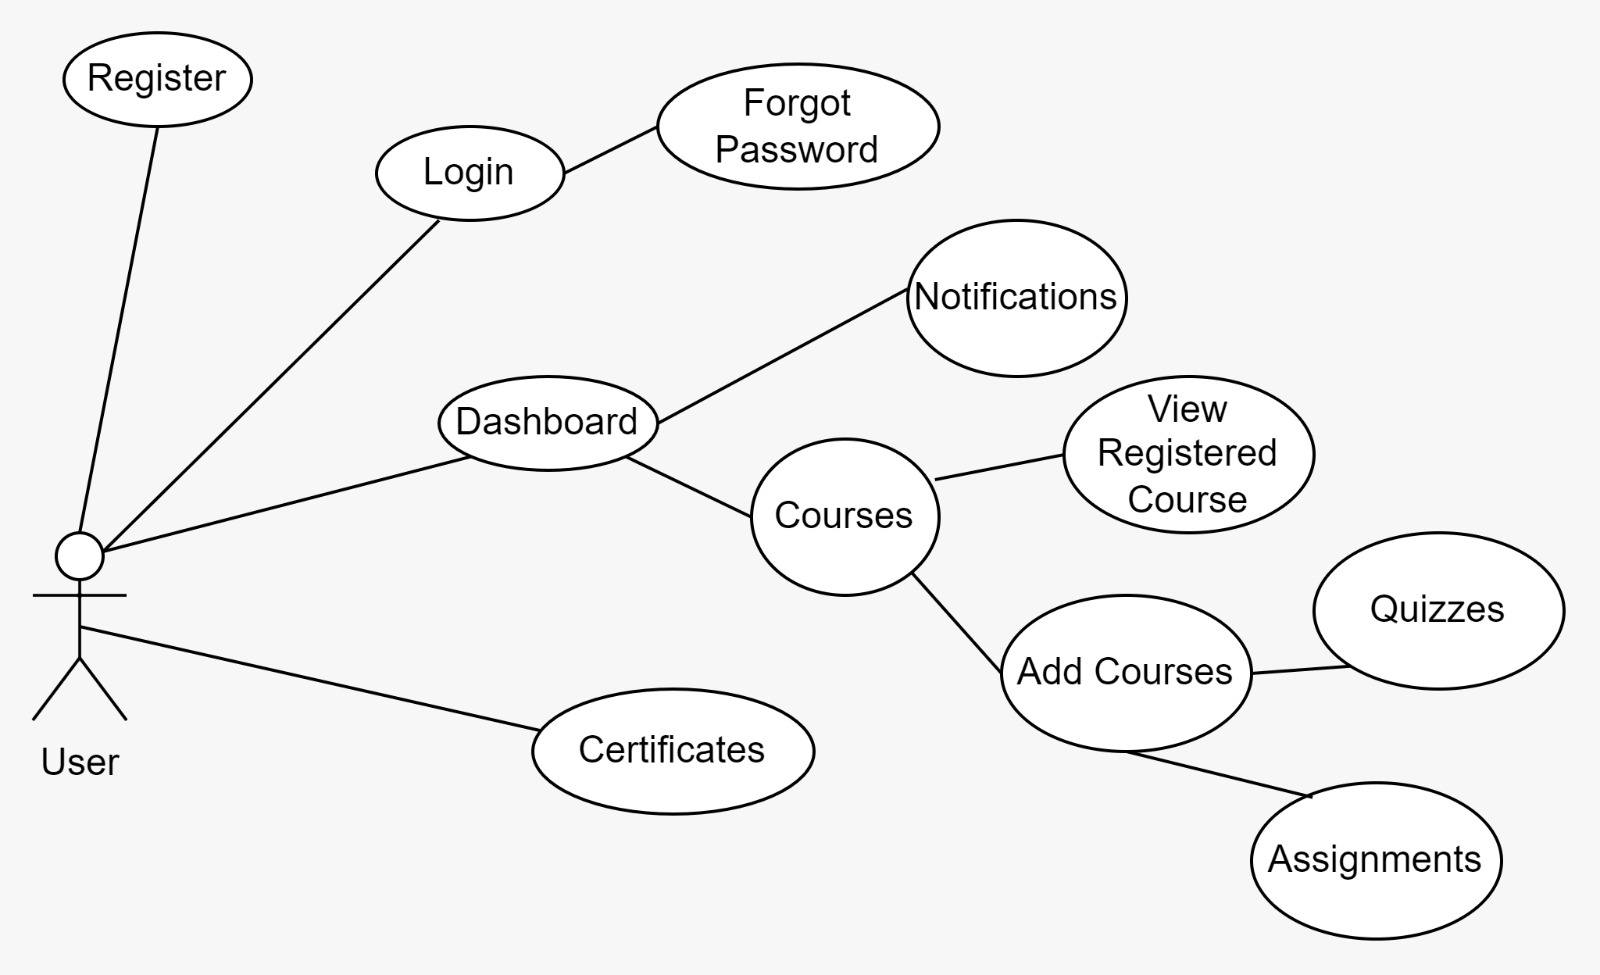 Register
Forgot
Password
Login
Notifications
Dashboard
View
Registered
Course
Courses
Quizzes
Add Courses
Certificates
User
Assignments